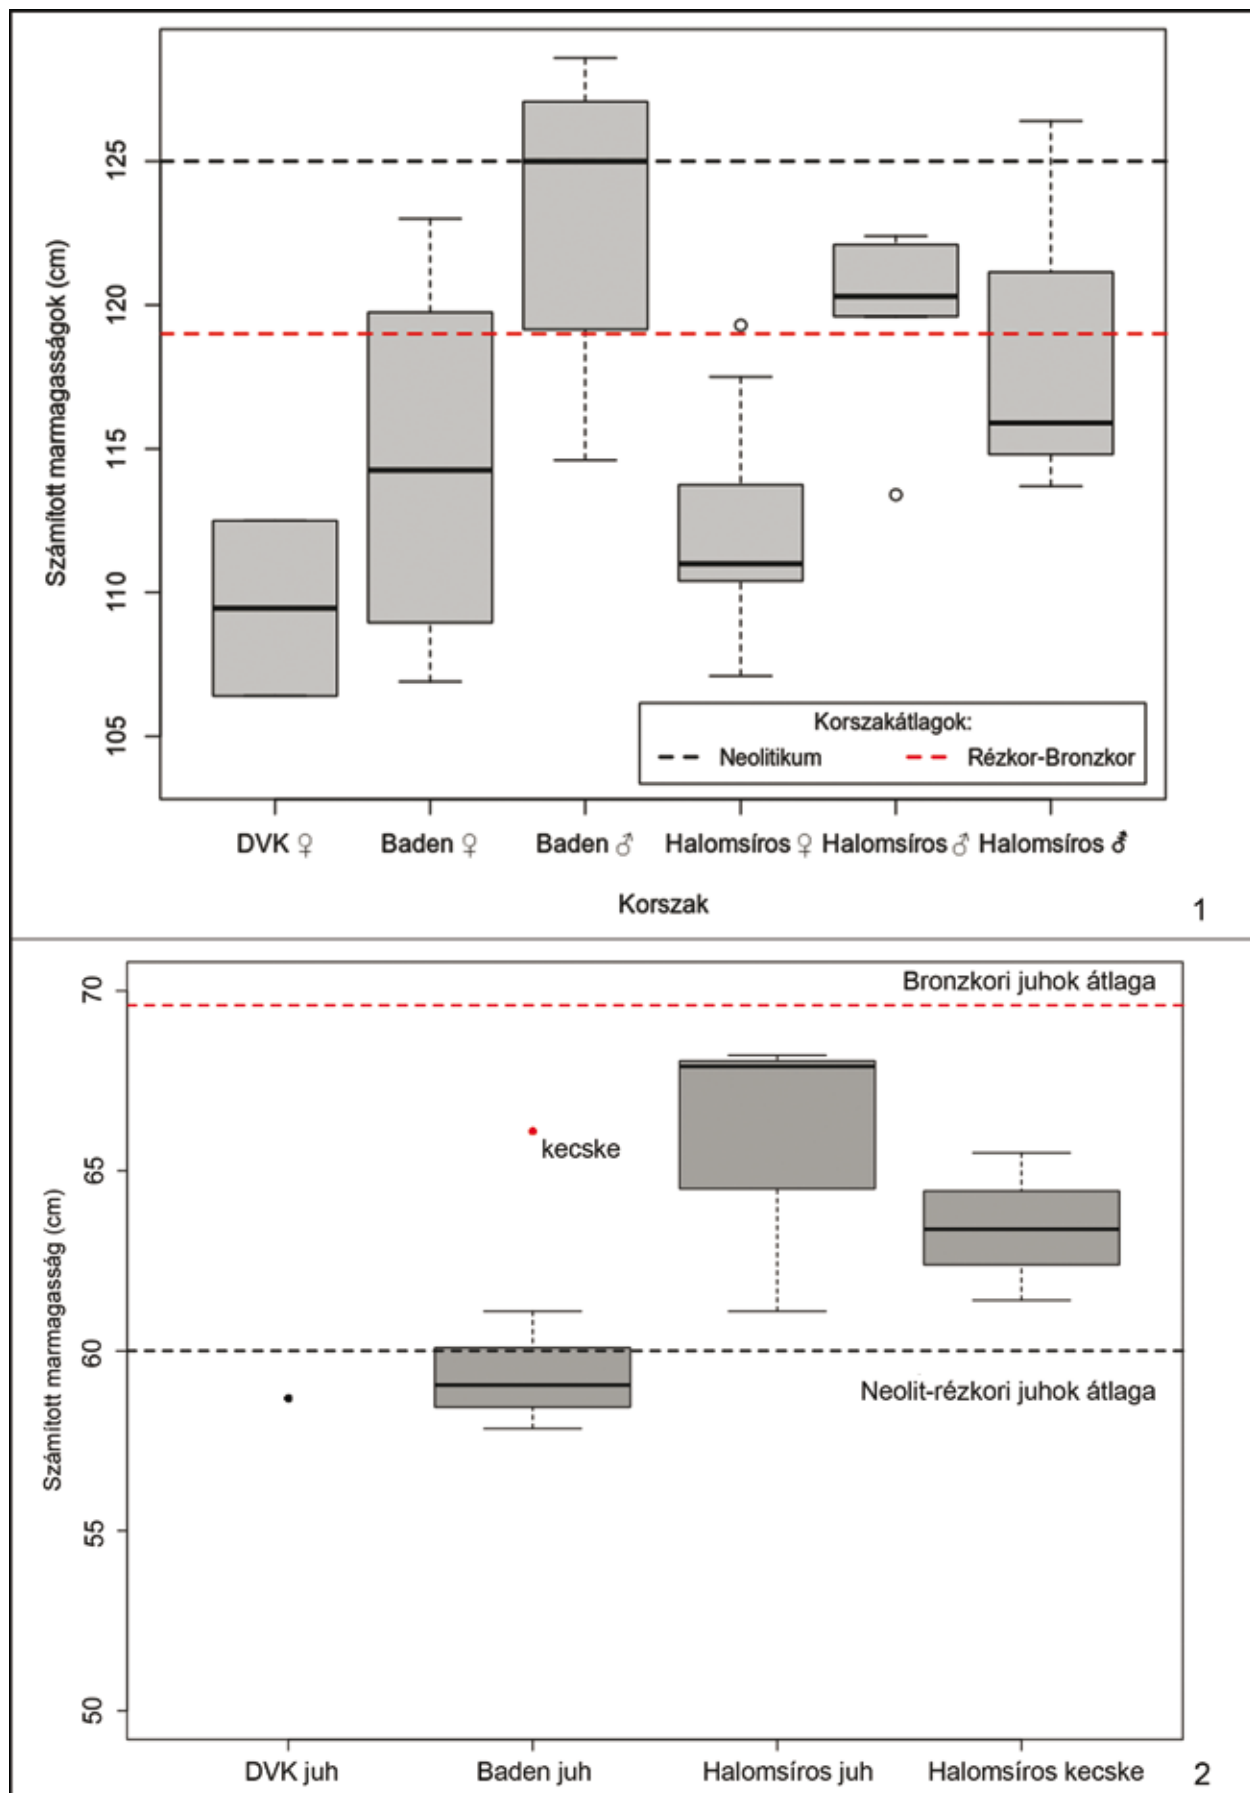 Számított marmagasságok (cm)
125
120
115
110
105
Korszakátlagok:
Neolitikum
Rézkor-Bronzkor
DVK ♀ Baden ♀ Baden ♂ Halomsíros ♀ Halomsíros ♂ Halomsíros ⚦
Korszak
1
Számított marmagasság (cm)
70
65
60
55
50
Bronzkori juhok átlaga
kecske
Neolit-rézkori juhok átlaga
DVK juh Baden juh Halomsíros juh Halomsíros kecske
2